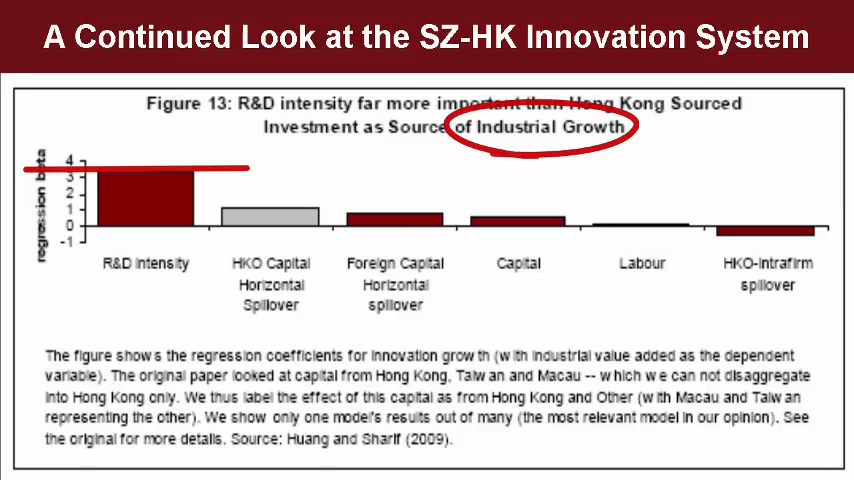 A Continued Look at the SZ-HK Innovation System
Figure 13: R&D intensity far more important than Hong Kong Sourced
Investment as Source of Industrial Growth
regression beta
4
3
2
1
0
-1
R&D Intensity
HKO Capital
Horizontal
Spillover
Foreign Capital
Horizontal
spillover
Capital
Labour
HKO-intrafirm
spillover
The figure shows the regression coefficients for innovation growth (with industrial value added as the dependent
variable). The original paper looked at capital from Hong Kong, Taiwan and Macau -- which we can not disaggregate
into Hong Kong only. We thus label the effect of this capital as from Hong Kong and Other (with Macau and Taiwan
representing the other). We show only one model's results out of many (the most relevant model in our opinion). See
the original for more details. Source: Huang and Sharif (2009).